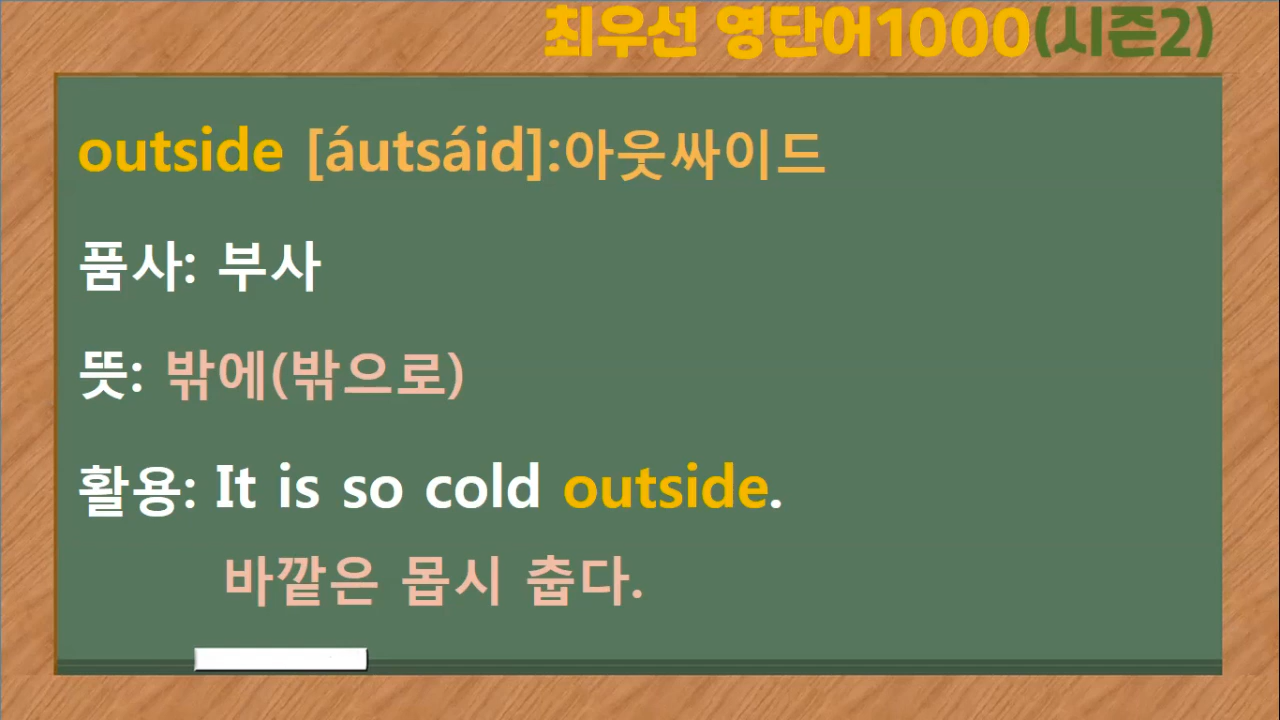 최우선 영단어1000(시즌2)
outside [áutsáid]:아웃싸이드
품사: 부사
뜻: 밖에(밖으로)
활용: It is so cold outside.
바깥은 몹시 춥다.